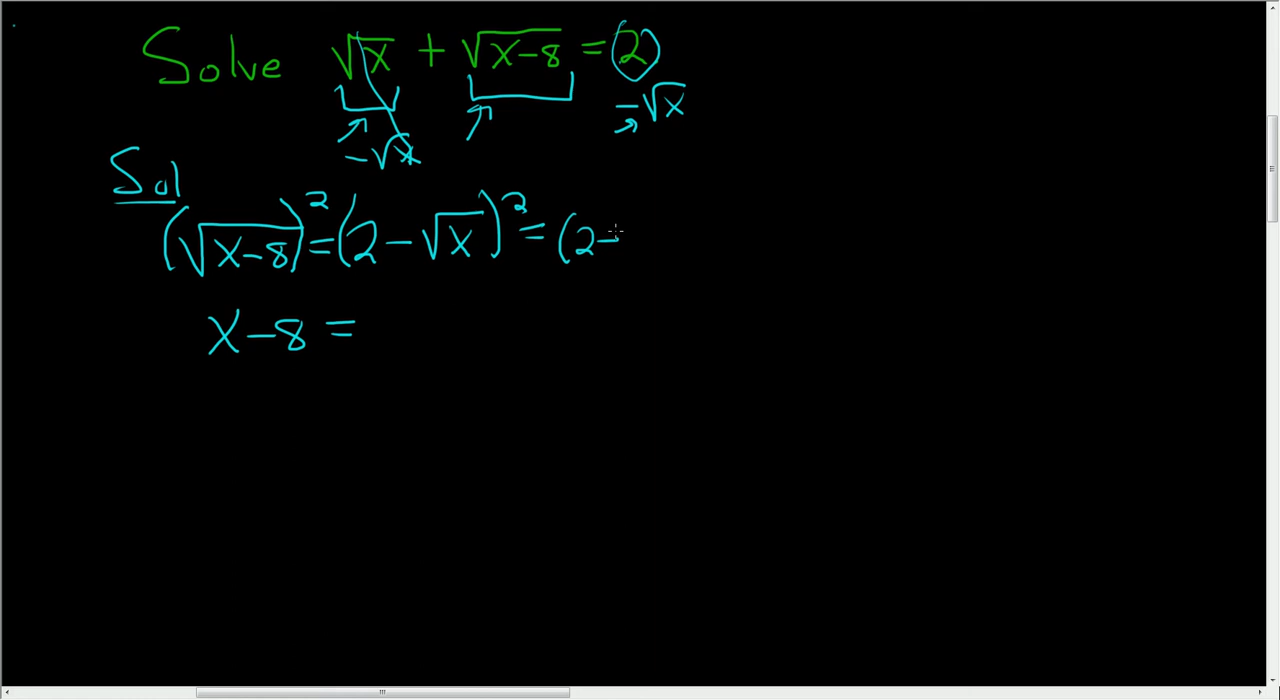 Solve √x + √x-8 = 2
-√x -√x
Sol
(√x-8)² = (2-√x)² = (2-
x-8 =